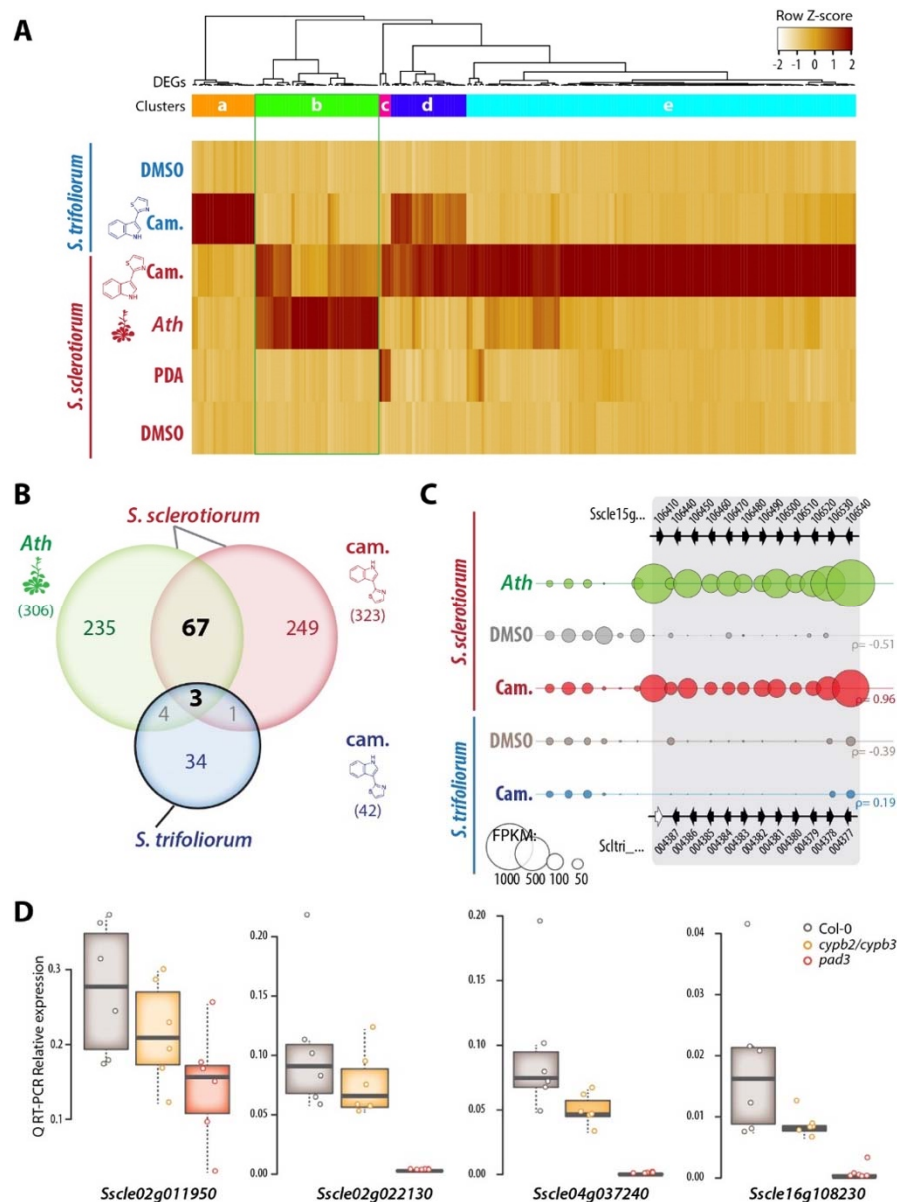 A
Row Z-score
-2 -1 0 1 2
DEGs
Clusters
a b c d e
S. trifoliorum
DMSO
Cam.
S. sclerotiorum
Cam.
Ath
PDA
DMSO
B
S. sclerotiorum
Ath
(306)
cam.
(323)
235
67
249
3
4
1
34
cam.
(42)
S. trifoliorum
C
Sscle15g...
106410
106440
106450
106460
106470
106480
106490
106500
106510
106520
106530
106540
S. sclerotiorum
Ath
DMSO
ρ= -0.51
Cam.
ρ= 0.96
S. trifoliorum
DMSO
ρ= -0.39
Cam.
ρ= 0.19
Scltri_...
004387
004386
004385
004384
004383
004382
004381
004380
004379
004378
004377
FPKM:
1000 500 100 50
D
Q RT-PCR Relative expression
0.3
0.2
0.1
Sscle02g011950
0.20
0.15
0.10
0.05
0.00
Sscle02g022130
0.20
0.15
0.10
0.05
0.00
Sscle04g037240
0.04
0.03
0.02
0.01
0.00
Sscle16g108230
Col-0
cypb2/cypb3
pad3